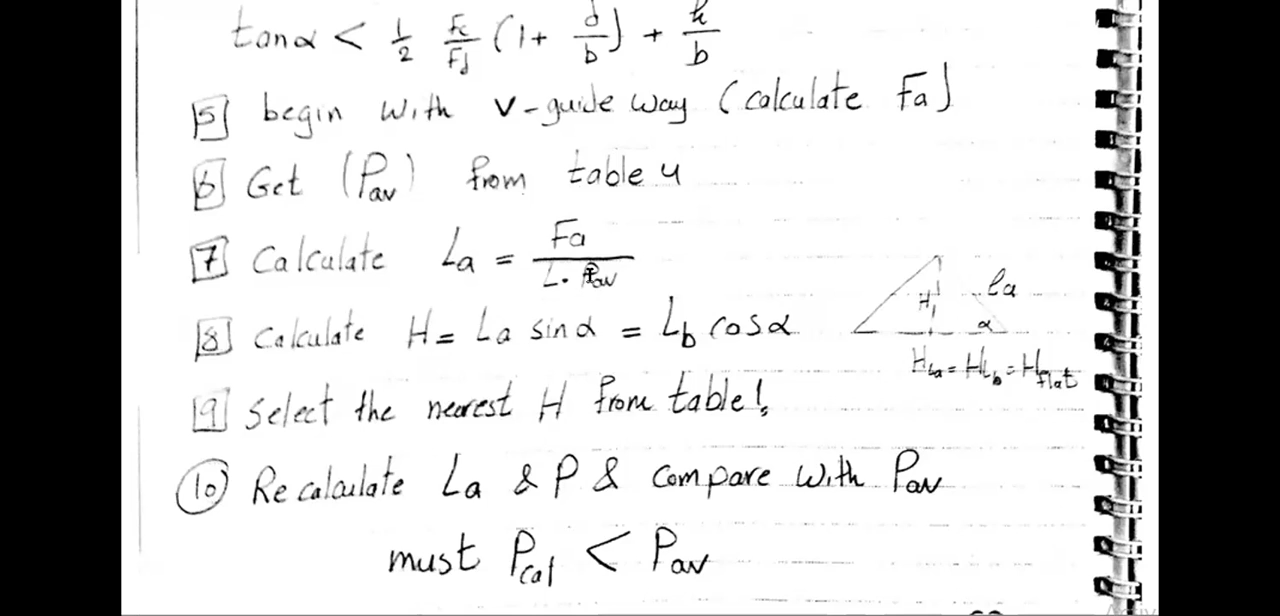 tanα < 1/2 Fc/Fd (1 + d/b) + h/b
5 begin with v-guide way (calculate Fa)
6 Get (Pav) from table 4
7 Calculate La = Fa / L. Pav
8 Calculate H = La sinα = Lb cosα
H
la
α
HLa = HLb = Hflat
9 Select the nearest H from table 1,
10 Recalculate La & P & compare with Pav
must Pcal < Pav